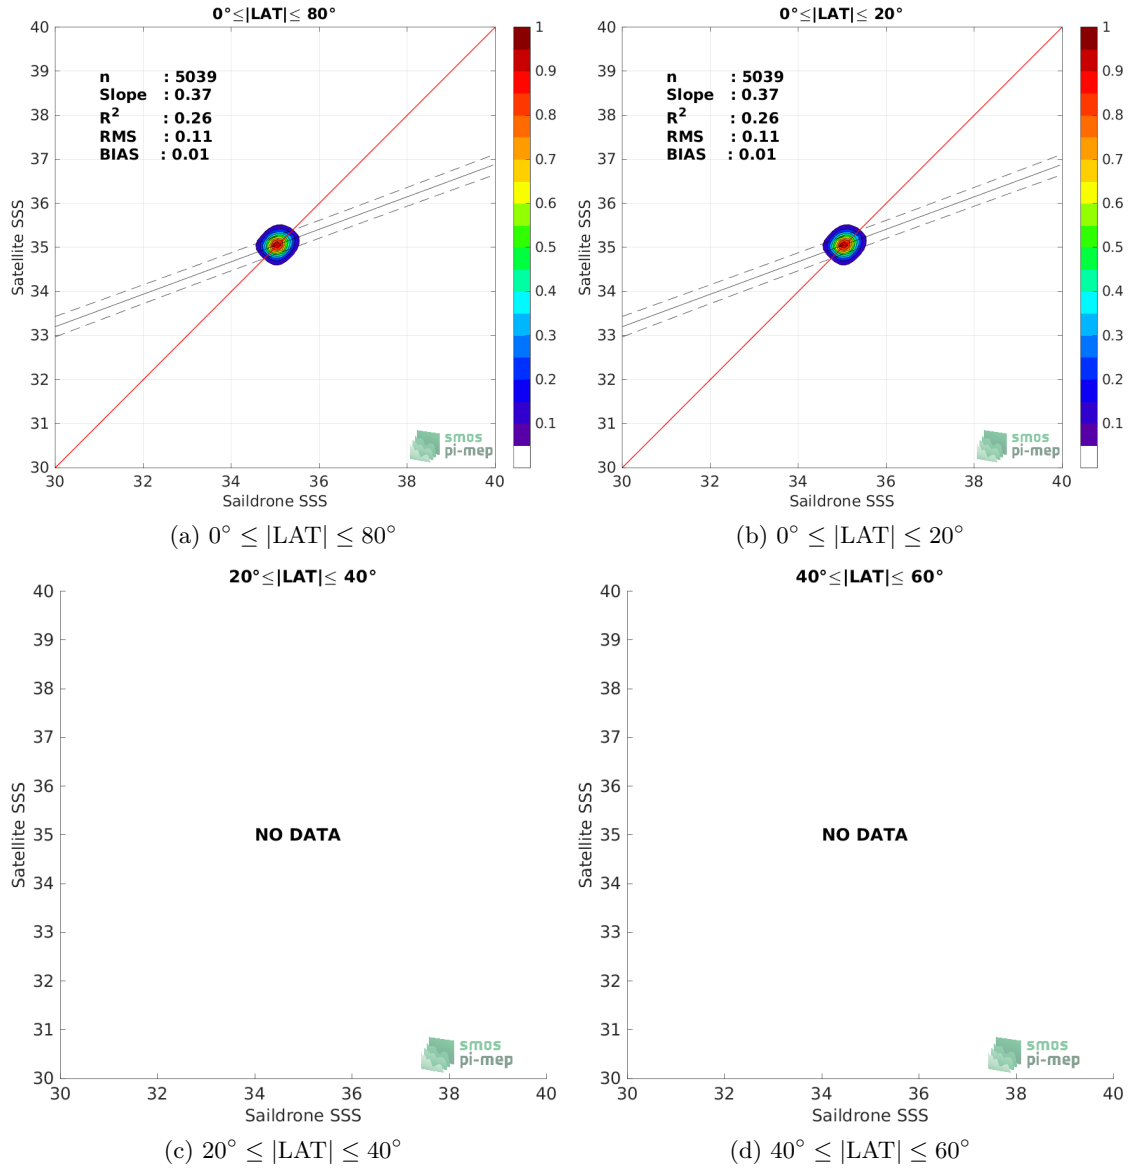 0°≤|LAT|≤ 80°
40
39
38
37
36
35
34
33
32
31
30
Satellite SSS
n : 5039
Slope : 0.37
R² : 0.26
RMS : 0.11
BIAS : 0.01
smos
pi-mep
30 32 34 36 38 40
Saildrone SSS
1
0.9
0.8
0.7
0.6
0.5
0.4
0.3
0.2
0.1
(a) 0° ≤ |LAT| ≤ 80°
0°≤|LAT|≤ 20°
40
39
38
37
36
35
34
33
32
31
30
Satellite SSS
n : 5039
Slope : 0.37
R² : 0.26
RMS : 0.11
BIAS : 0.01
smos
pi-mep
30 32 34 36 38 40
Saildrone SSS
1
0.9
0.8
0.7
0.6
0.5
0.4
0.3
0.2
0.1
(b) 0° ≤ |LAT| ≤ 20°
20°≤|LAT|≤ 40°
40
39
38
37
36
35
34
33
32
31
30
Satellite SSS
NO DATA
smos
pi-mep
30 32 34 36 38 40
Saildrone SSS
(c) 20° ≤ |LAT| ≤ 40°
40°≤|LAT|≤ 60°
40
39
38
37
36
35
34
33
32
31
30
Satellite SSS
NO DATA
smos
pi-mep
30 32 34 36 38 40
Saildrone SSS
(d) 40° ≤ |LAT| ≤ 60°